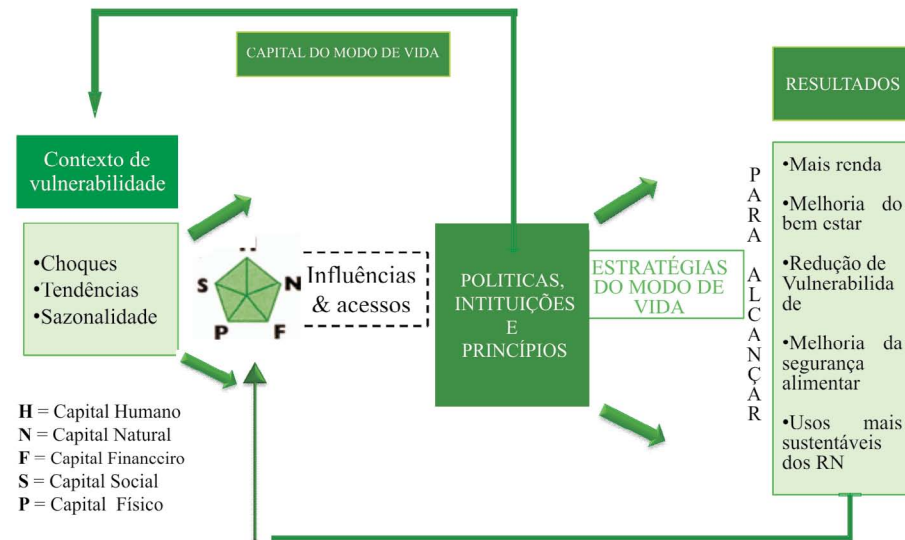 CAPITAL DO MODO DE VIDA
RESULTADOS
Contexto de
vulnerabilidade
•Choques
•Tendências
•Sazonalidade
H
S
N
P
F
Influências
& acessos
POLITICAS,
INTITUIÇÕES
E
PRINCÍPIOS
ESTRATÉGIAS
DO MODO DE
VIDA
PARA ALCANÇAR
•Mais renda
•Melhoria do
bem estar
•Redução de
Vulnerabilida
de
•Melhoria da
segurança
alimentar
•Usos mais
sustentáveis
dos RN
H = Capital Humano
N = Capital Natural
F = Capital Financeiro
S = Capital Social
P = Capital Físico